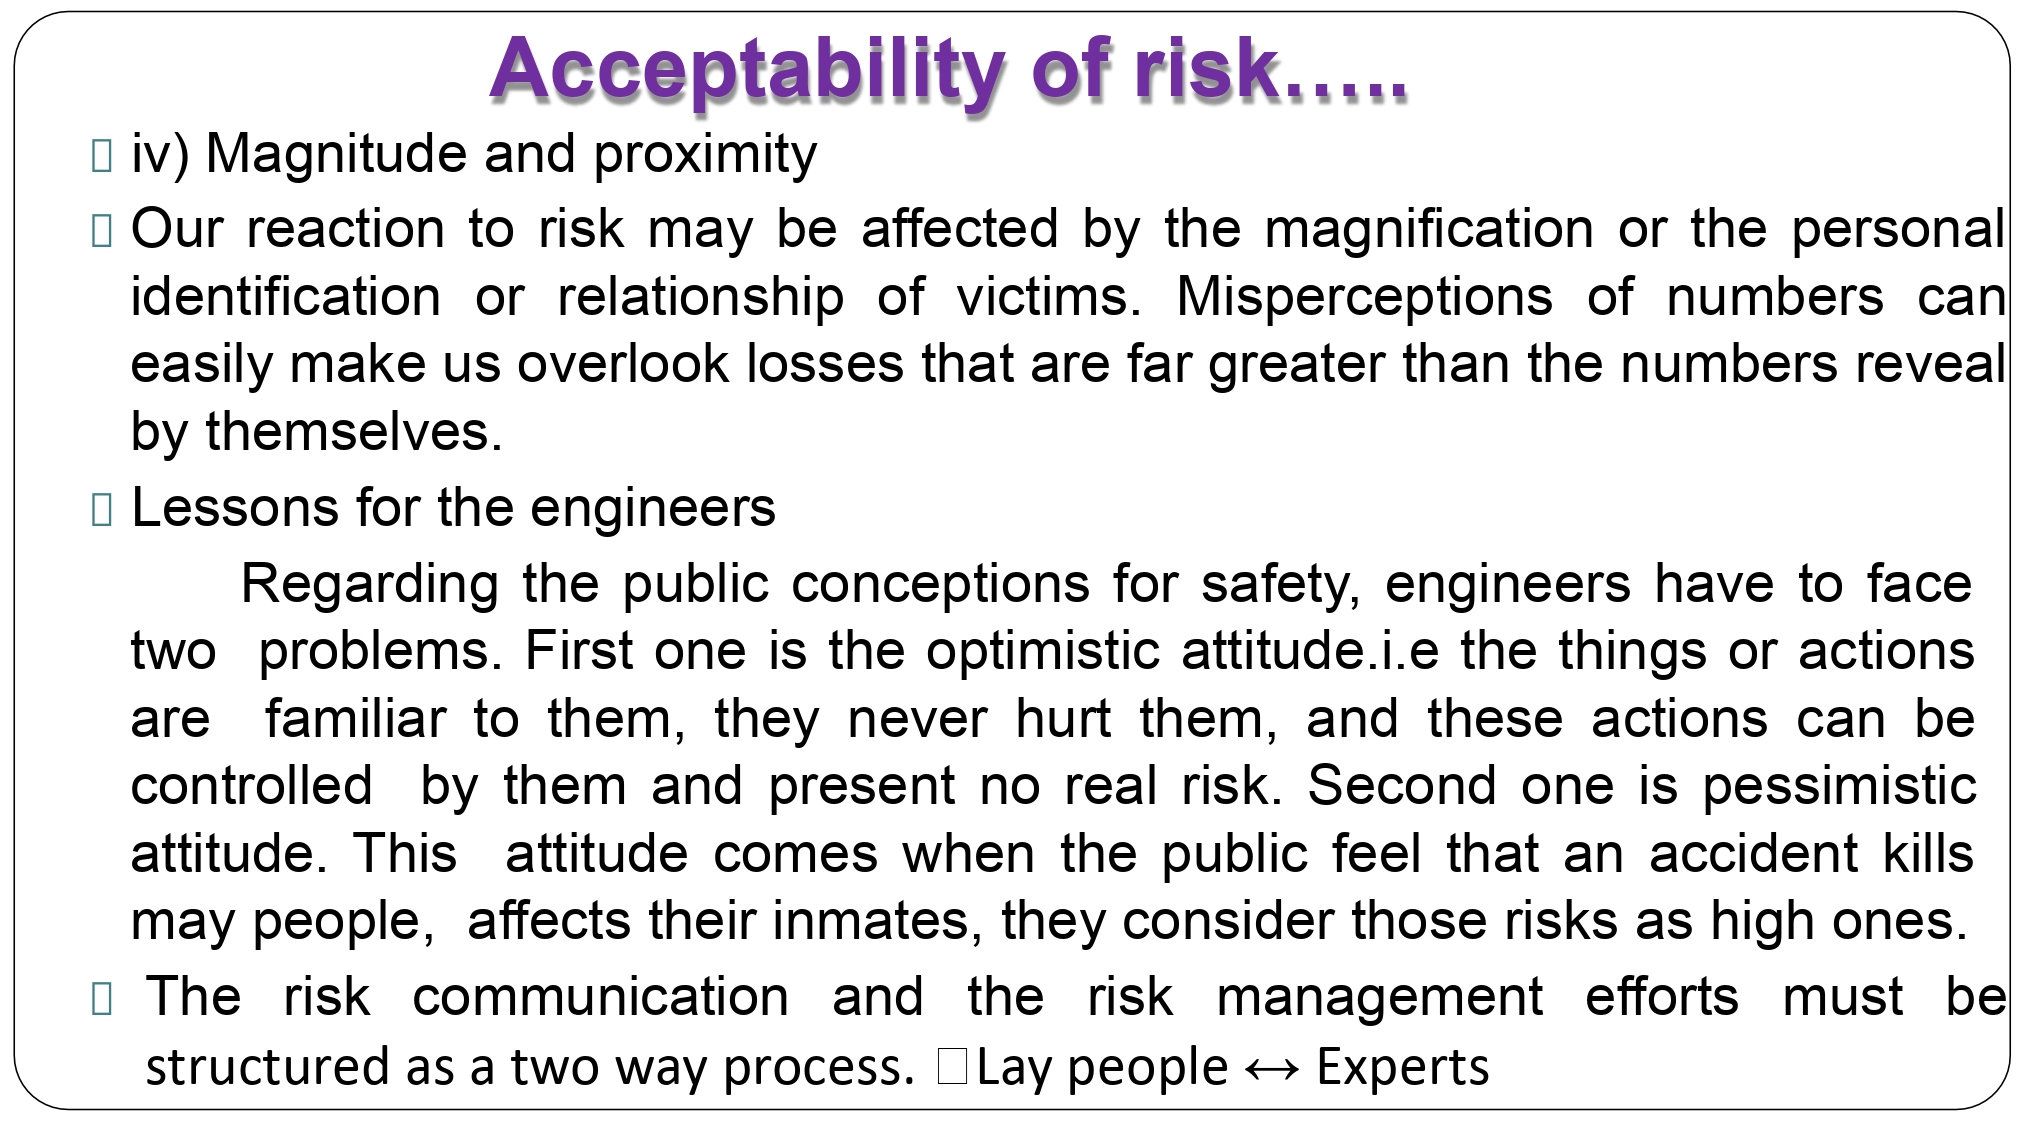 Acceptability of risk.....
iv) Magnitude and proximity
Our reaction to risk may be affected by the magnification or the personal
identification or relationship of victims. Misperceptions of numbers can
easily make us overlook losses that are far greater than the numbers reveal
by themselves.
Lessons for the engineers
Regarding the public conceptions for safety, engineers have to face
two problems. First one is the optimistic attitude.i.e the things or actions
are familiar to them, they never hurt them, and these actions can be
controlled by them and present no real risk. Second one is pessimistic
attitude. This attitude comes when the public feel that an accident kills
may people, affects their inmates, they consider those risks as high ones.
The risk communication and the risk management efforts must be
structured as a two way process. Lay people ↔ Experts